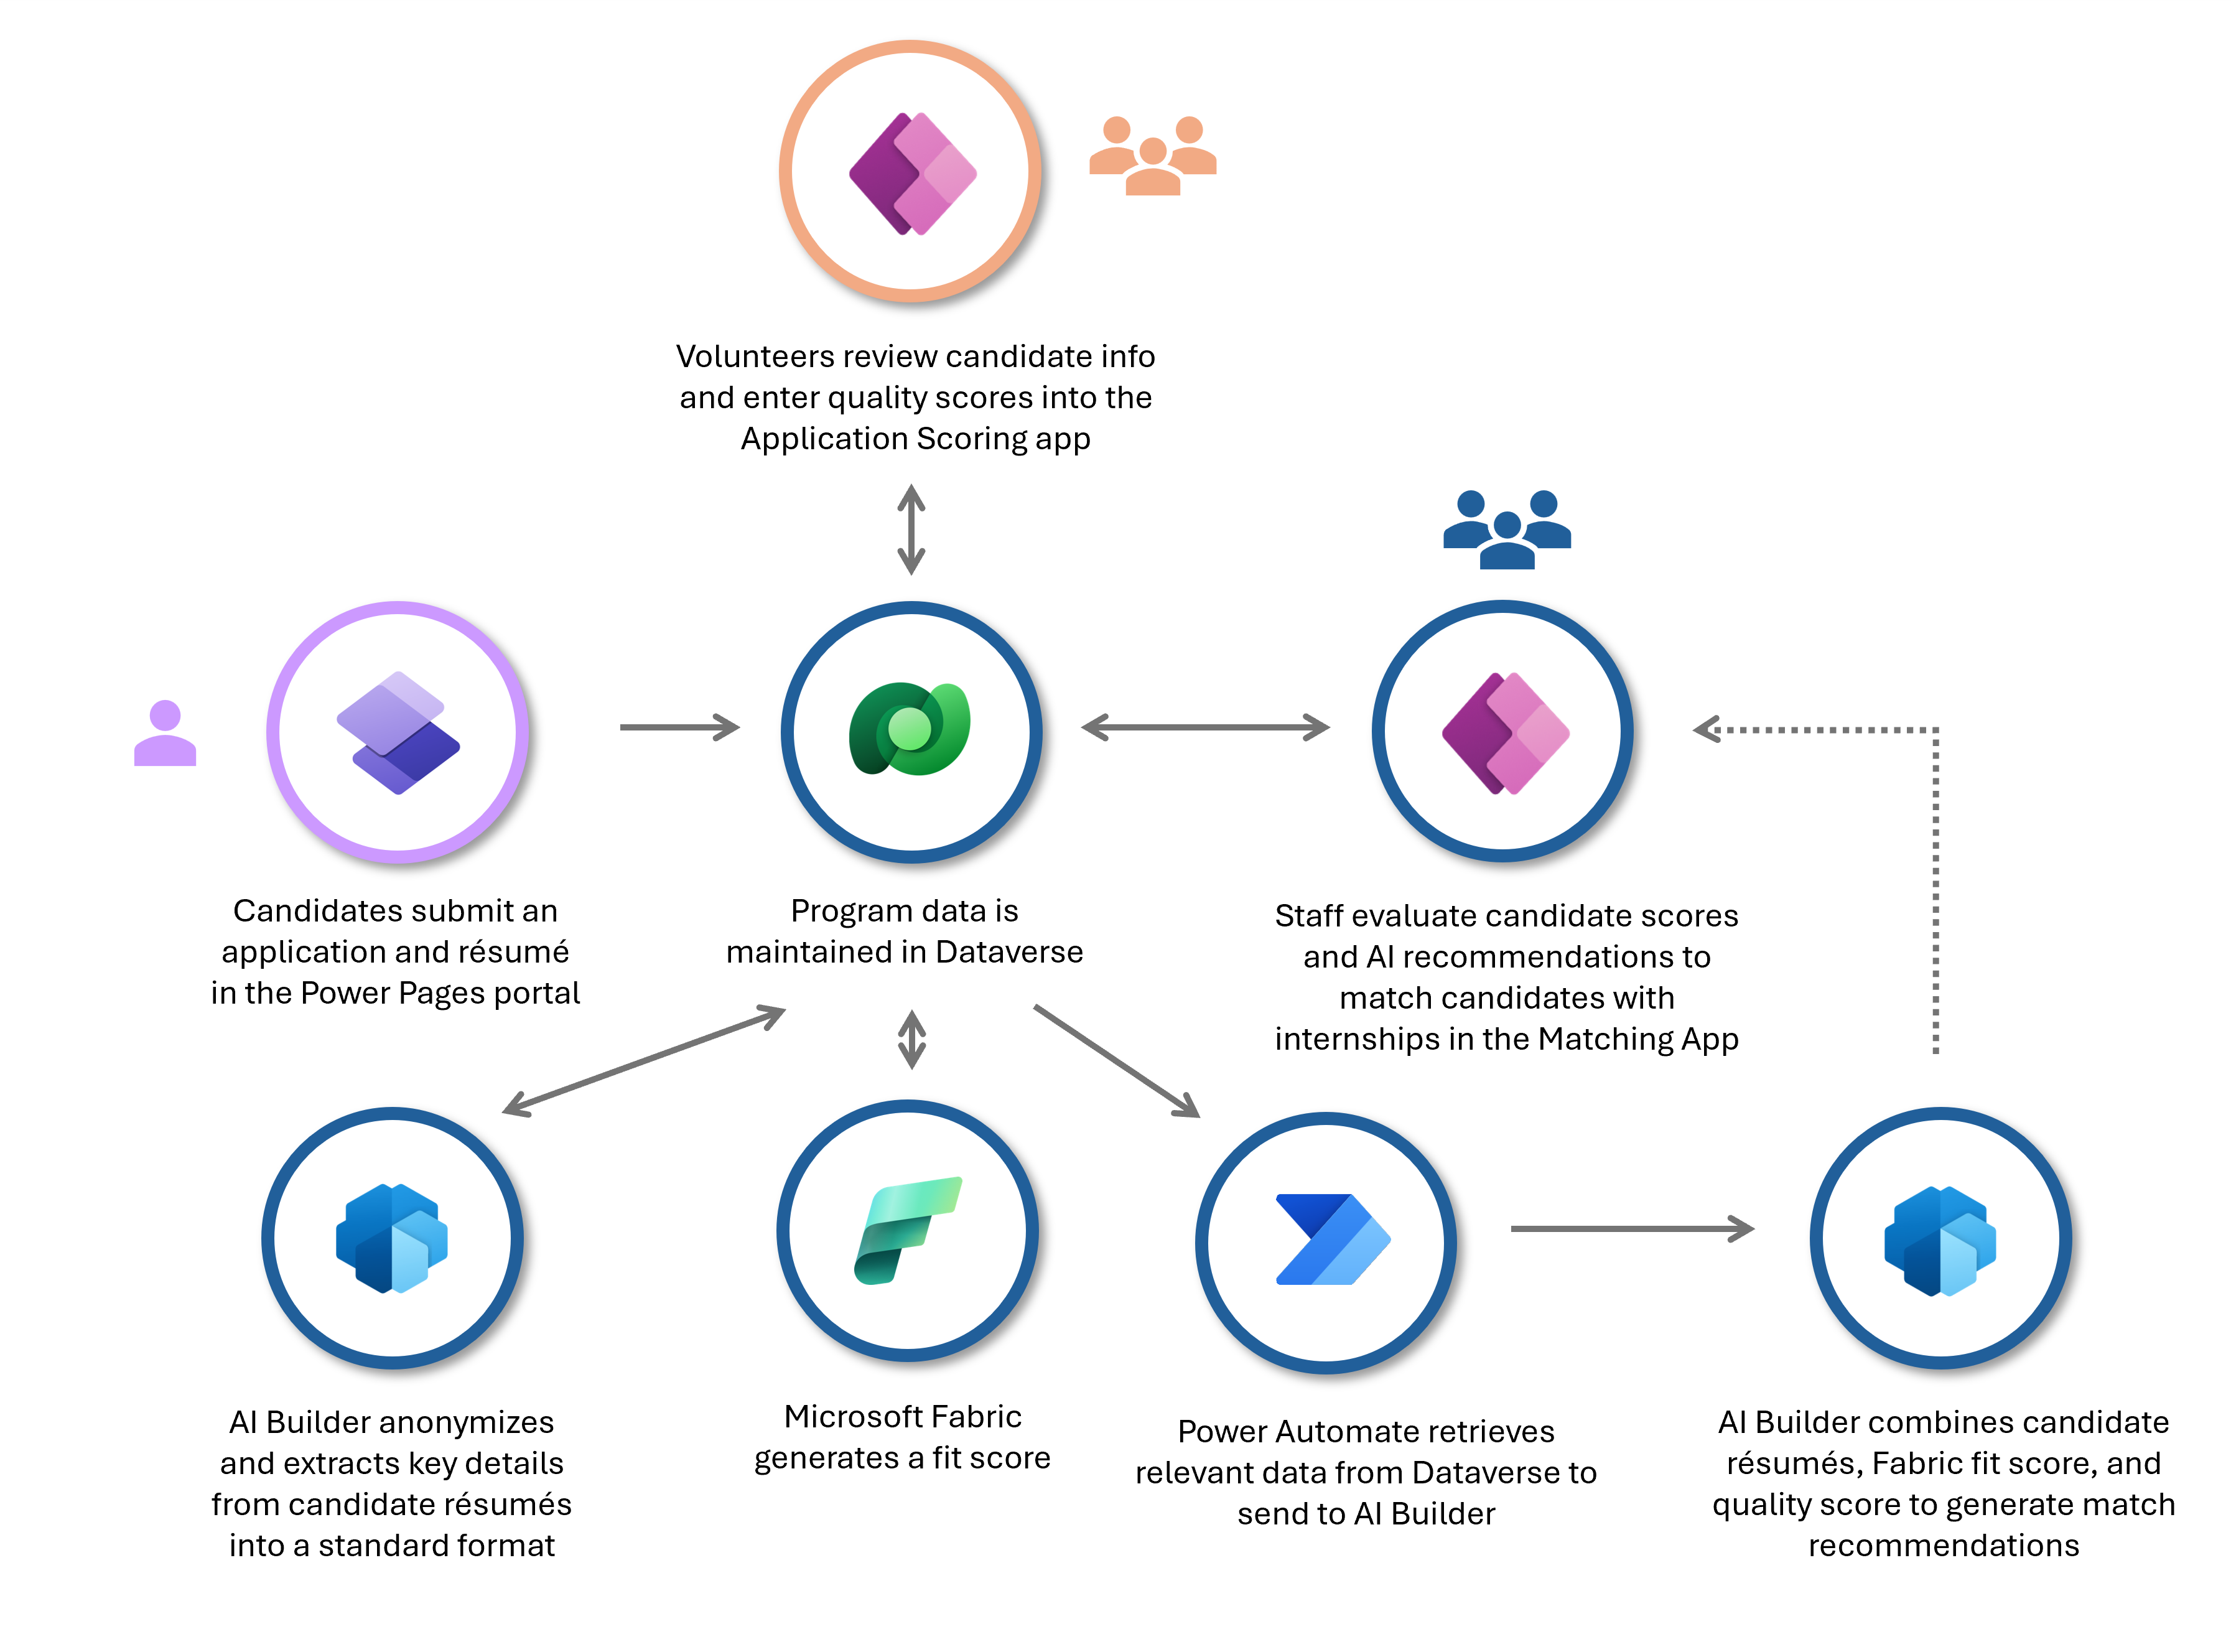 Volunteers review candidate info
and enter quality scores into the
Application Scoring app
Candidates submit an
application and résumé
in the Power Pages portal
Program data is
maintained in Dataverse
Staff evaluate candidate scores
and AI recommendations to
match candidates with
internships in the Matching App
AI Builder anonymizes
and extracts key details
from candidate résumés
into a standard format
Microsoft Fabric
generates a fit score
Power Automate retrieves
relevant data from Dataverse to
send to AI Builder
AI Builder combines candidate
résumés, Fabric fit score, and
quality score to generate match
recommendations